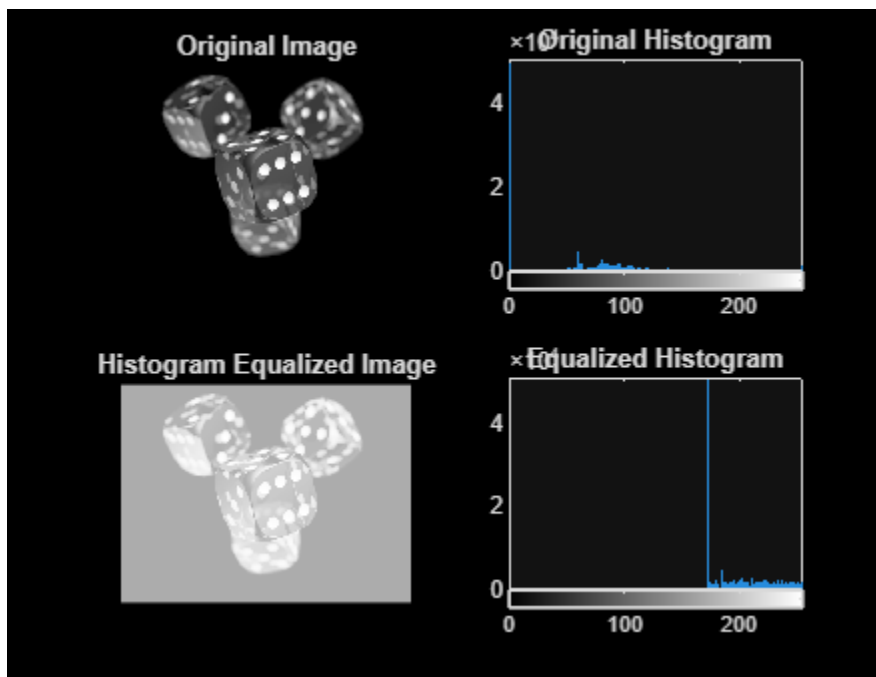 Original Image
Original Histogram
4
2
0
0 100 200
Histogram Equalized Image
Equalized Histogram
4
2
0
0 100 200